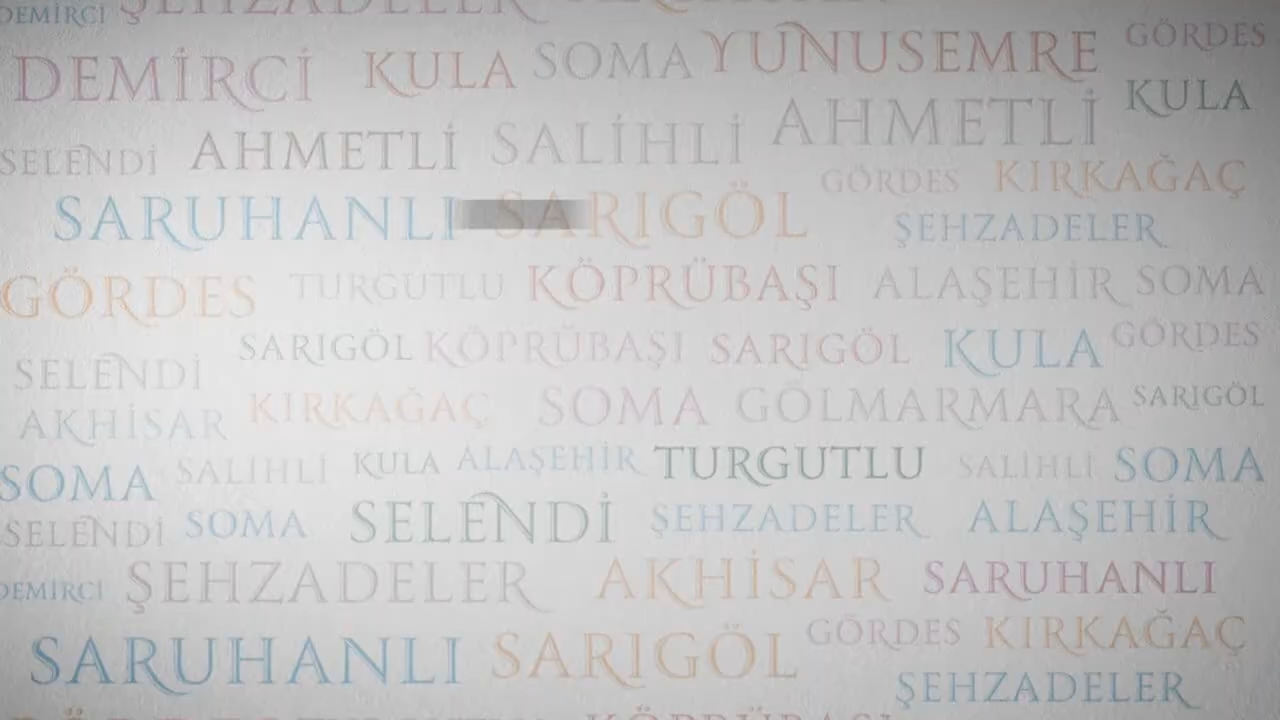 DEMİRCİ ŞEHZADELER
DEMİRCİ KULA SOMA YUNUSEMRE GÖRDES
KULA
SELENDİ AHMETLİ SALİHLİ AHMETLİ
GÖRDES KIRKAĞAÇ
SARUHANLI SARIGÖL ŞEHZADELER
GÖRDES TURGUTLU KÖPRÜBAŞI ALAŞEHİR SOMA
SELENDİ SARIGÖL KÖPRÜBAŞI SARIGÖL KULA GÖRDES
AKHİSAR KIRKAĞAÇ SOMA GÖLMARMARA SARIGÖL
SOMA SALİHLİ KULA ALAŞEHİR TURGUTLU SALİHLİ SOMA
SELENDİ SOMA SELENDİ ŞEHZADELER ALAŞEHİR
DEMİRCİ ŞEHZADELER AKHİSAR SARUHANLI
SARUHANLI SARIGÖL GÖRDES KIRKAĞAÇ
ŞEHZADELER
KÖPRÜBAŞI